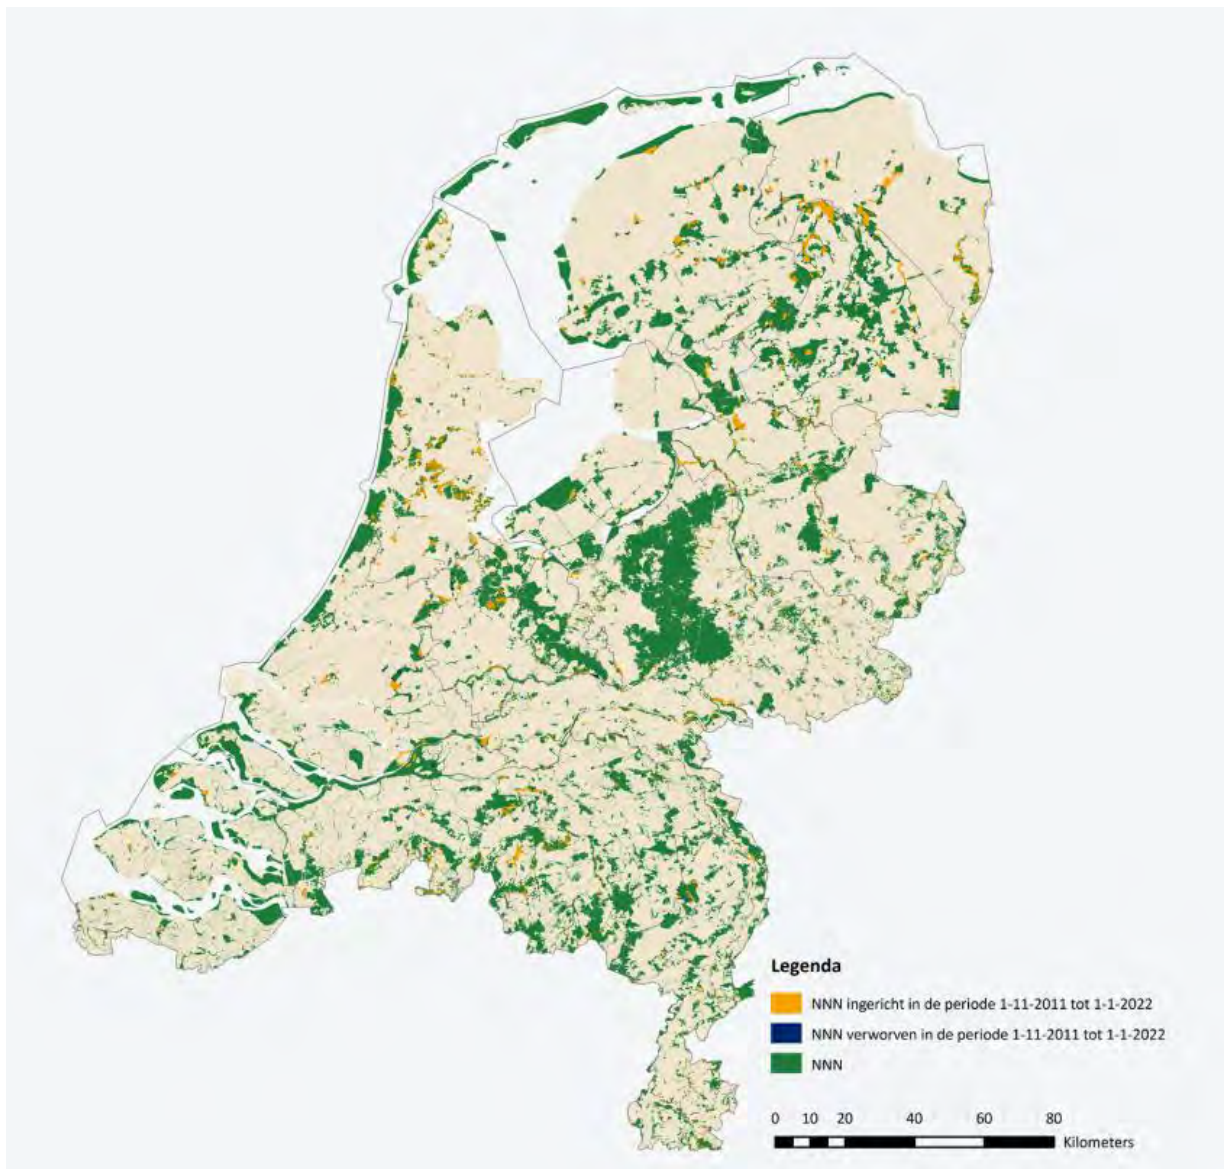 Legenda
NNN ingericht in de periode 1-11-2011 tot 1-1-2022
NNN verworven in de periode 1-11-2011 tot 1-1-2022
NNN
0 10 20 40 60 80
Kilometers